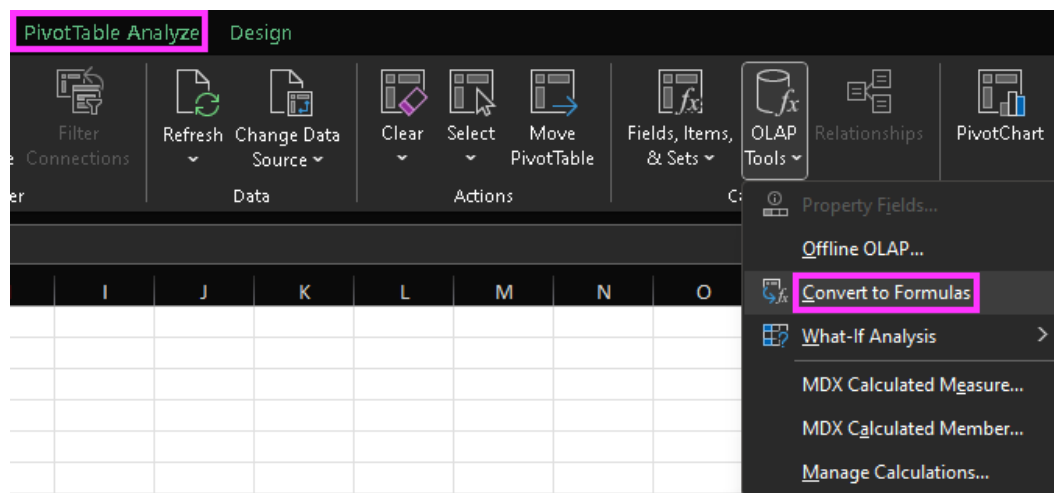 PivotTable Analyze
Design
Filter
Connections
Refresh
Change Data
Source
Data
Clear
Select
Move
PivotTable
Actions
Fields, Items,
& Sets
OLAP
Tools
Relationships
PivotChart
er
I J K L M N O
Property Fields...
Offline OLAP...
Convert to Formulas
What-If Analysis
MDX Calculated Measure...
MDX Calculated Member...
Manage Calculations...